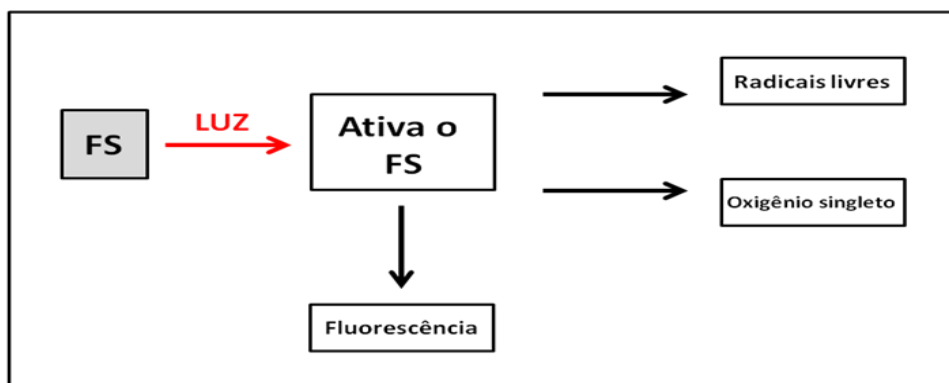 FS
LUZ
Ativa o
FS
Radicais livres
Oxigênio singleto
Fluorescência